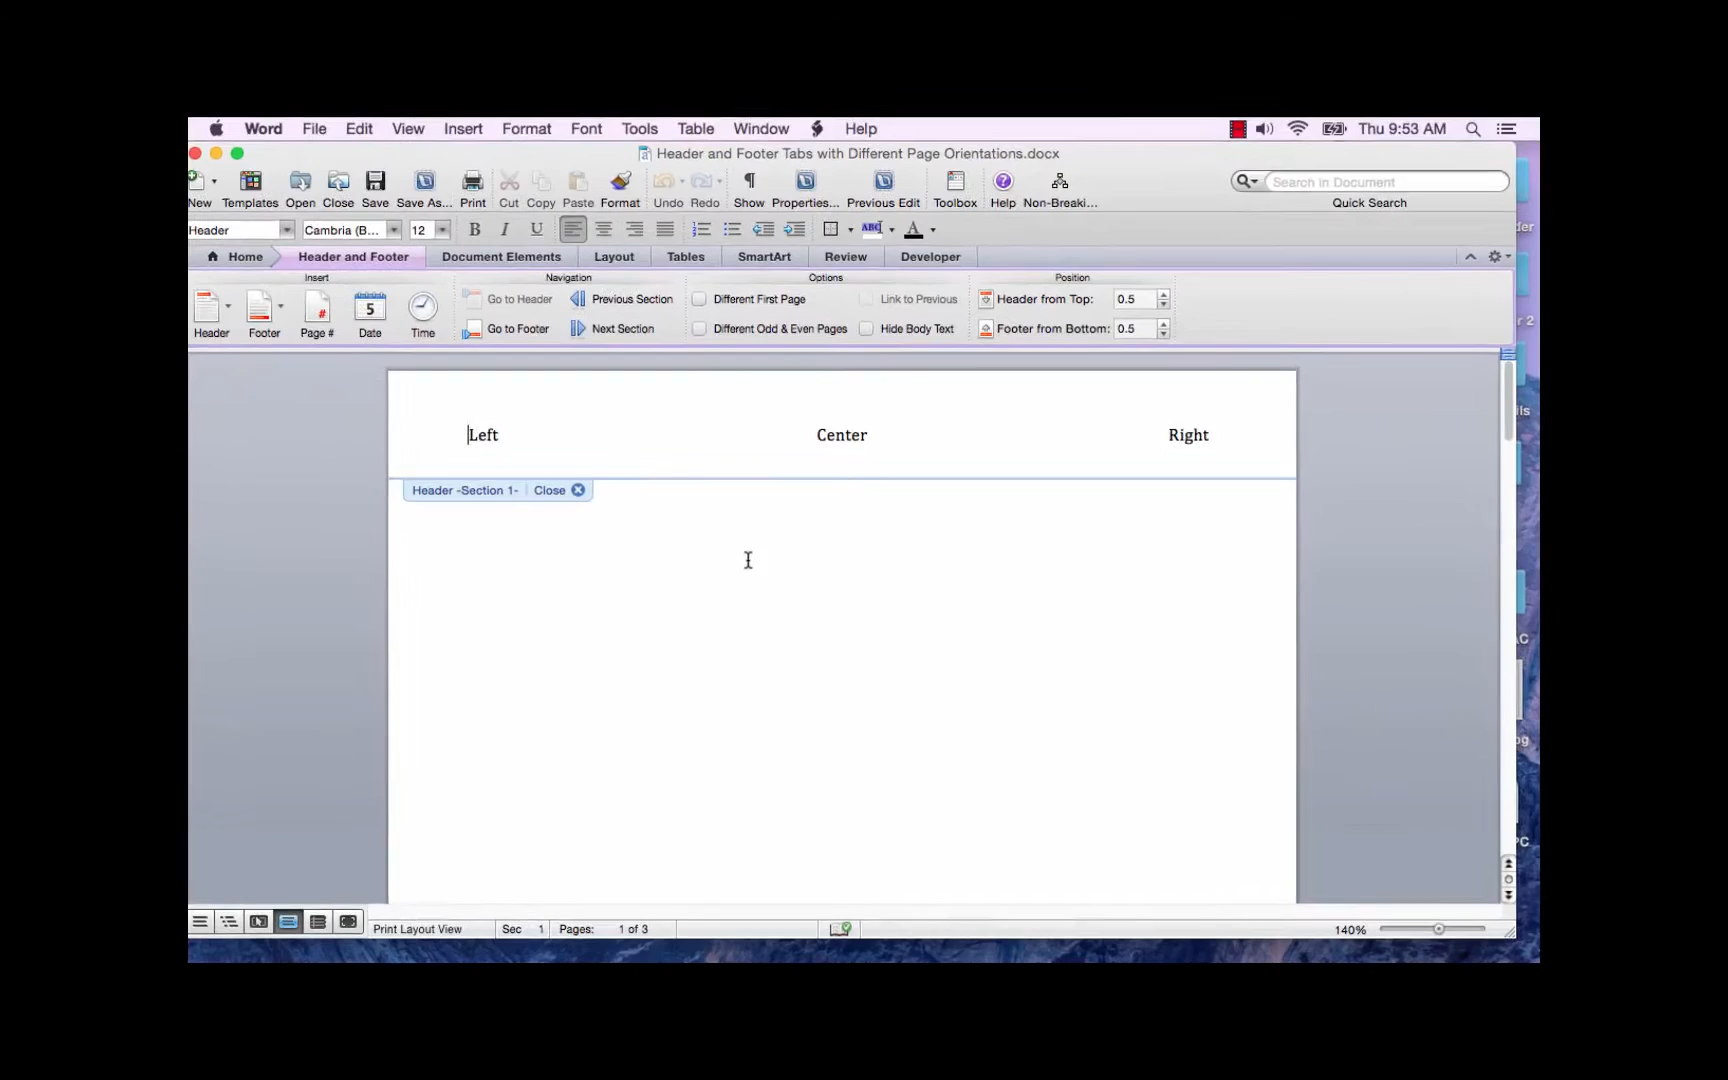 Word File Edit View Insert Format Font Tools Table Window Help Thu 9:53 AM
Header and Footer Tabs with Different Page Orientations.docx
New Templates Open Close Save Save As... Print Cut Copy Paste Format Undo Redo Show Properties... Previous Edit Toolbox Help Non-Breaki... Search in Document
Quick Search
Header Cambria (B... 12 B I U ABC A
Home Header and Footer Document Elements Layout Tables SmartArt Review Developer
Insert Navigation Options Position
Go to Header Previous Section Different First Page Link to Previous Header from Top: 0.5
Header Footer Page # Date Time Go to Footer Next Section Different Odd & Even Pages Hide Body Text Footer from Bottom: 0.5
# 5
Left Center Right
Header -Section 1- Close
Print Layout View Sec 1 Pages: 1 of 3 140%